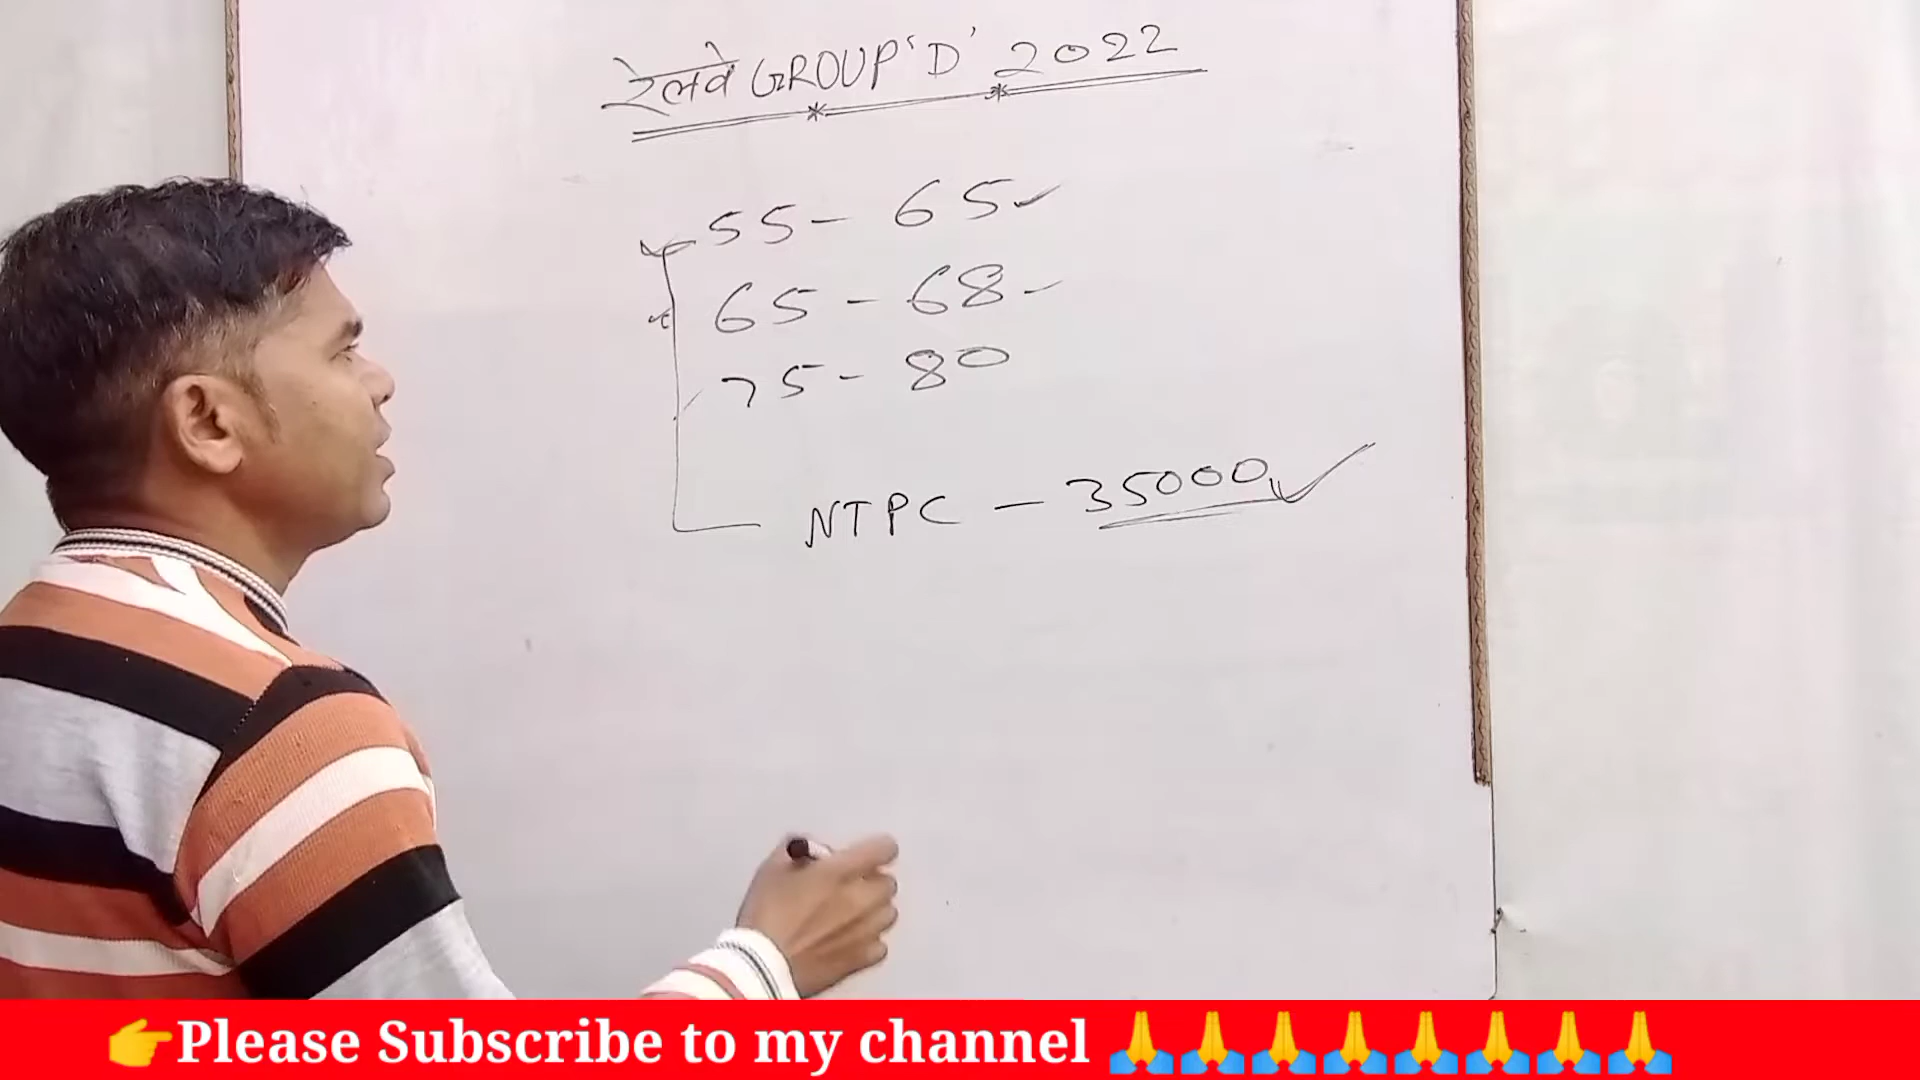 रेलवे GROUP 'D' 2022
55 - 65
65 - 68
75 - 80
NTPC - 35000
👉Please Subscribe to my channel 🙏🙏🙏🙏🙏🙏🙏🙏